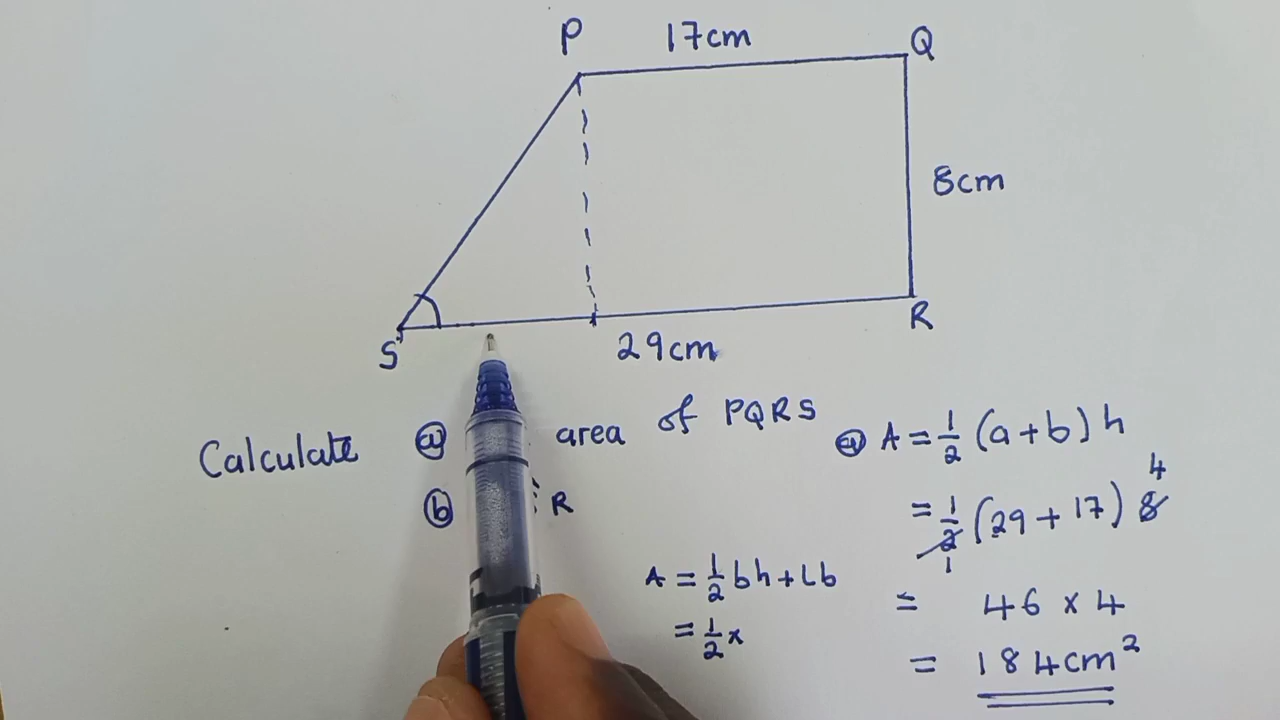 P 17cm Q
8cm
S 29cm R
Calculate (a) area of PQRS
(b) R
A = 1/2 bh + Lb
= 1/2 x
(a) A = 1/2 (a+b) h
= 1/2 (29 + 17) 8 4
1
= 46 x 4
= 184cm²